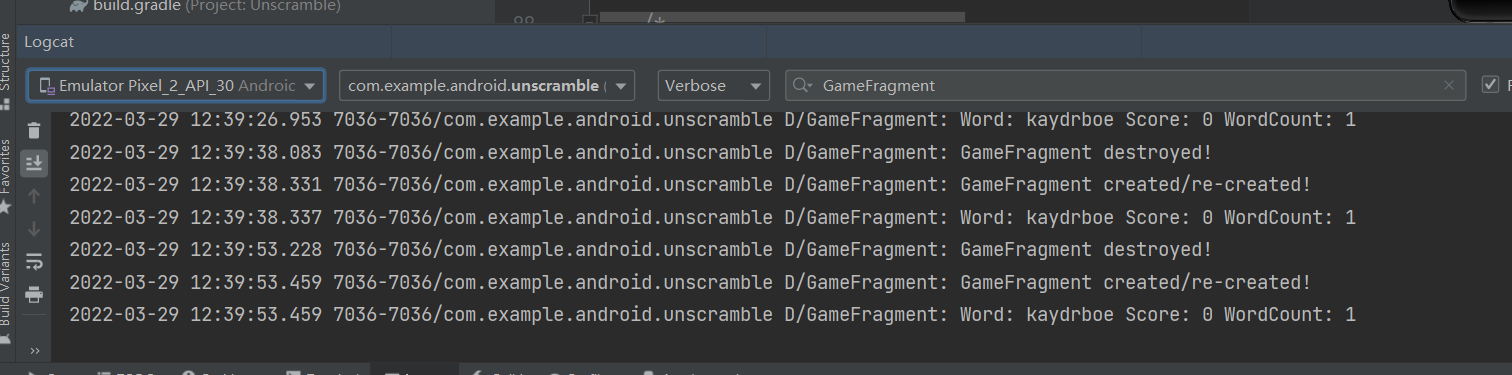 build.gradle (Project: Unscramble)
/*
Logcat
Structure
Emulator Pixel_2_API_30 Androic
com.example.android.unscramble (
Verbose
GameFragment
2022-03-29 12:39:26.953 7036-7036/com.example.android.unscramble D/GameFragment: Word: kaydrboe Score: 0 WordCount: 1
2022-03-29 12:39:38.083 7036-7036/com.example.android.unscramble D/GameFragment: GameFragment destroyed!
2022-03-29 12:39:38.331 7036-7036/com.example.android.unscramble D/GameFragment: GameFragment created/re-created!
2022-03-29 12:39:38.337 7036-7036/com.example.android.unscramble D/GameFragment: Word: kaydrboe Score: 0 WordCount: 1
2022-03-29 12:39:53.228 7036-7036/com.example.android.unscramble D/GameFragment: GameFragment destroyed!
2022-03-29 12:39:53.459 7036-7036/com.example.android.unscramble D/GameFragment: GameFragment created/re-created!
2022-03-29 12:39:53.459 7036-7036/com.example.android.unscramble D/GameFragment: Word: kaydrboe Score: 0 WordCount: 1
Favorites
Build Variants